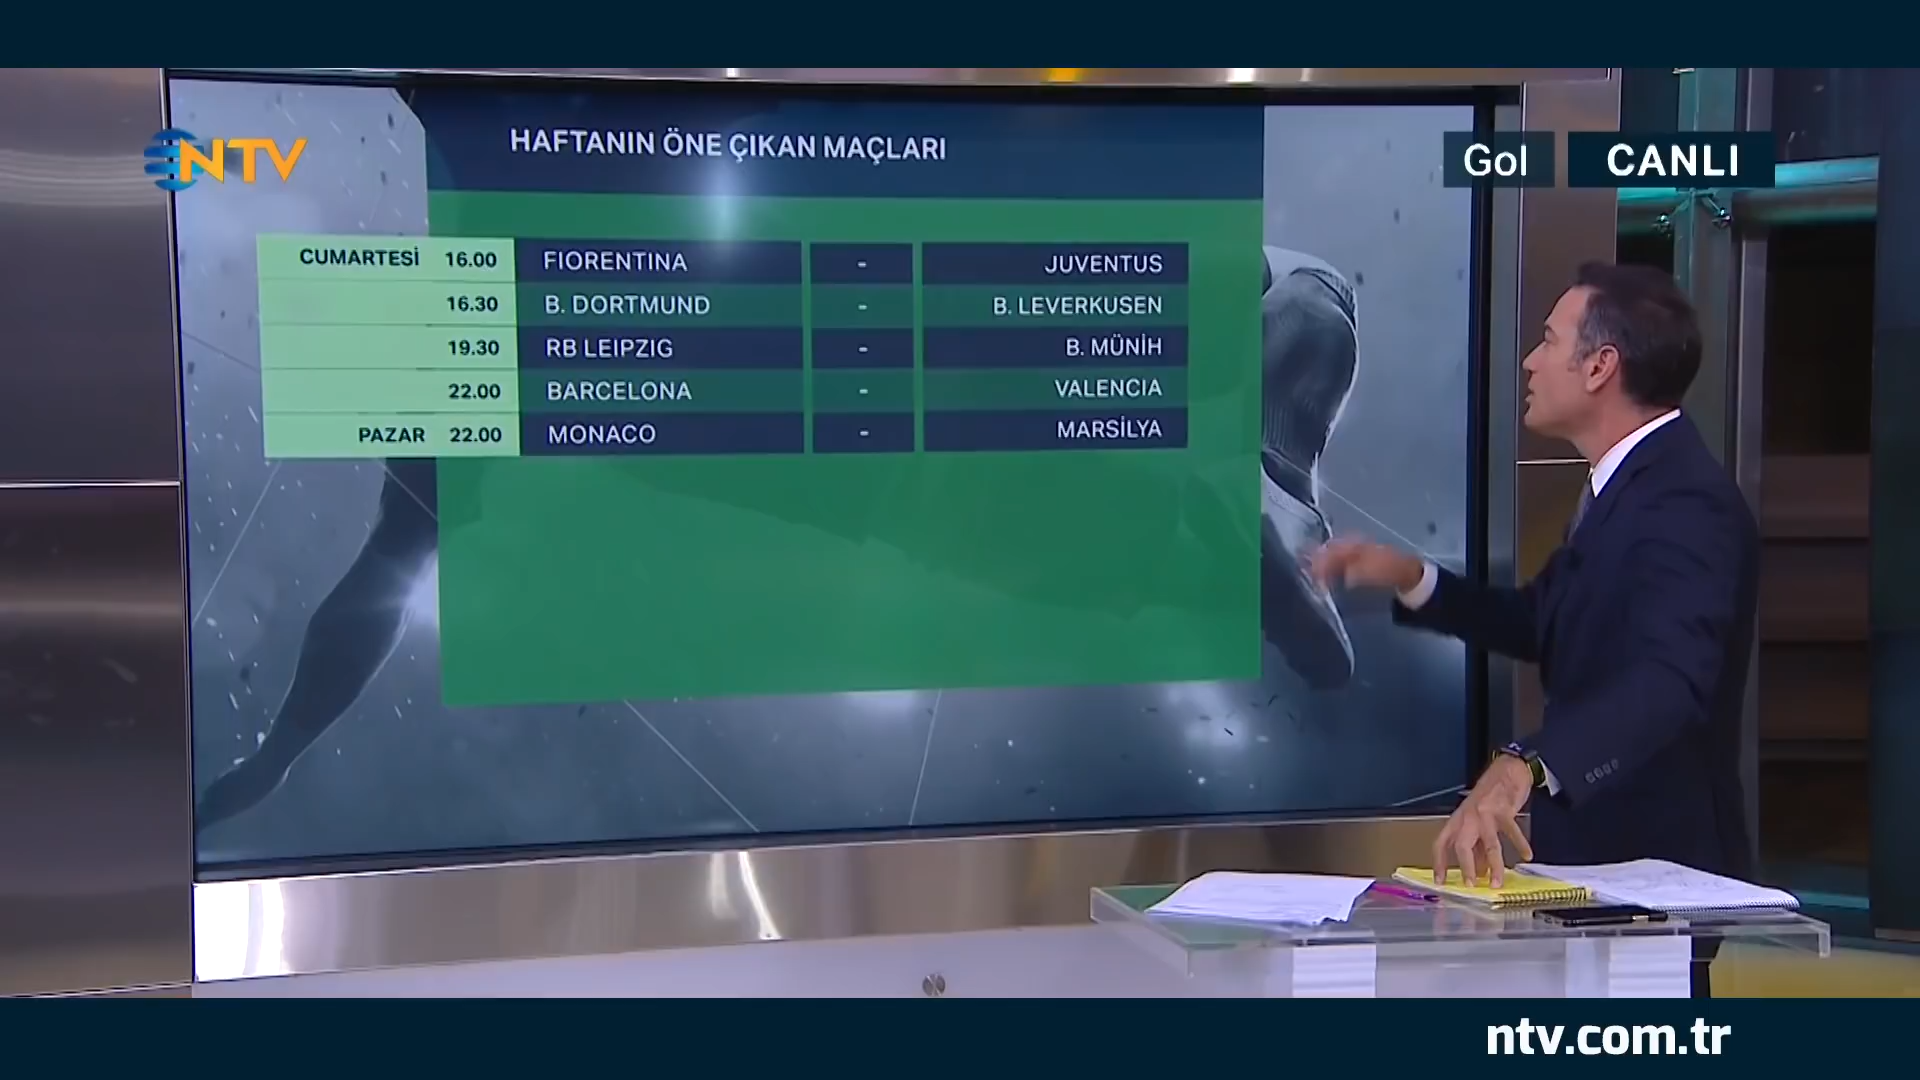 NTV
HAFTANIN ÖNE ÇIKAN MAÇLARI
Gol CANLI
CUMARTESİ 16.00 FIORENTINA - JUVENTUS
16.30 B. DORTMUND - B. LEVERKUSEN
19.30 RB LEIPZIG - B. MÜNİH
22.00 BARCELONA - VALENCIA
PAZAR 22.00 MONACO - MARSİLYA
ntv.com.tr